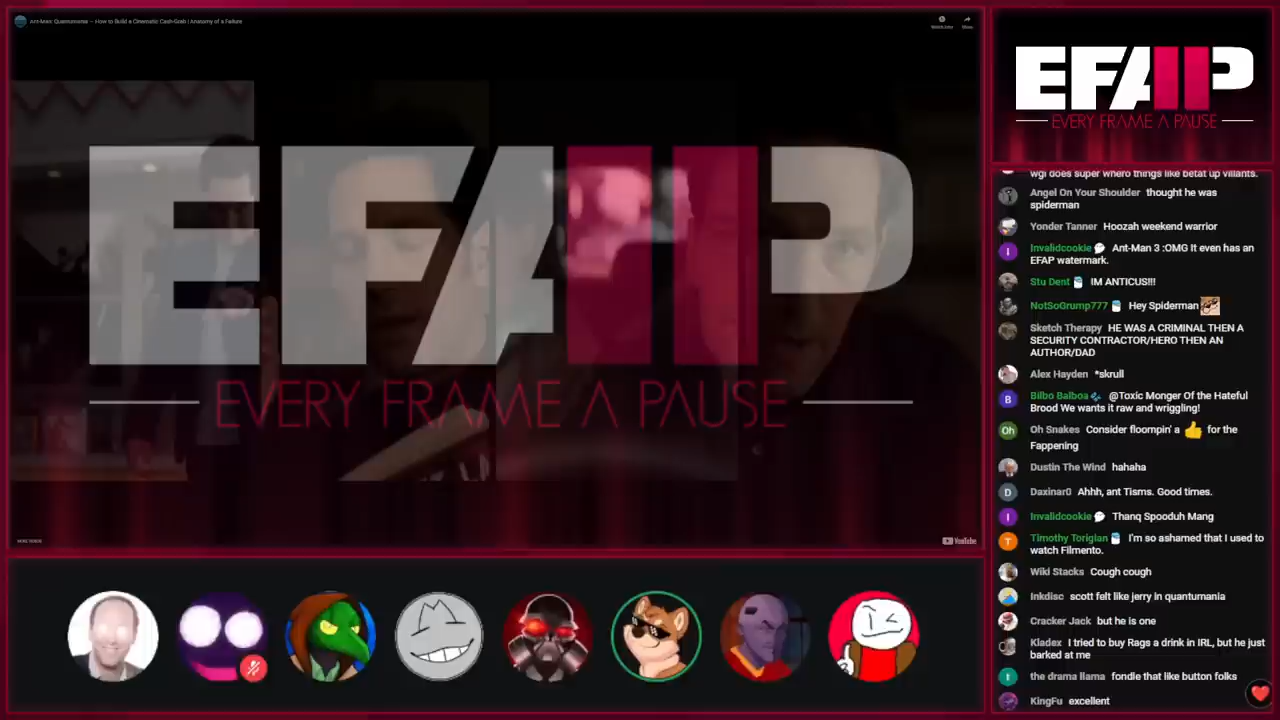 Ant-Man: Quantumania – How to Build a Cinematic Cash-Grab | Anatomy of a Failure
Watch later
Share
EFAP
EVERY FRAME A PAUSE
MORE VIDEOS
YouTube
EFAP
EVERY FRAME A PAUSE
wgi does super whero things like betat up villants.
Angel On Your Shoulder thought he was
spiderman
Yonder Tanner Hoozah weekend warrior
Invalidcookie Ant-Man 3 :OMG It even has an
EFAP watermark.
Stu Dent IM ANTICUS!!!
NotSoGrump777 Hey Spiderman
Sketch Therapy HE WAS A CRIMINAL THEN A
SECURITY CONTRACTOR/HERO THEN AN
AUTHOR/DAD
Alex Hayden *skrull
Bilbo Balboa @Toxic Monger Of the Hateful
Brood We wants it raw and wriggling!
Oh
Oh Snakes Consider floompin' a for the
Fappening
Dustin The Wind hahaha
D
Daxinar0 Ahhh, ant Tisms. Good times.
I
Invalidcookie Thanq Spooduh Mang
T
Timothy Torigian I'm so ashamed that I used to
watch Filmento.
Wiki Stacks Cough cough
Inkdisc scott felt like jerry in quantumania
Cracker Jack but he is one
Kladex I tried to buy Rags a drink in IRL, but he just
barked at me
t
the drama llama fondle that like button folks
KingFu excellent